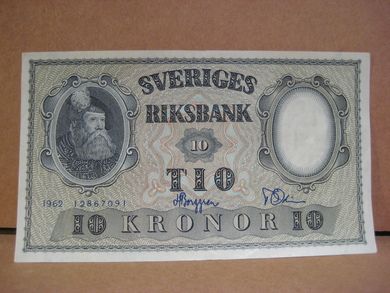 SVERIGES
RIKSBANK
10
TIO
1962 12867091
10 KRONOR 10